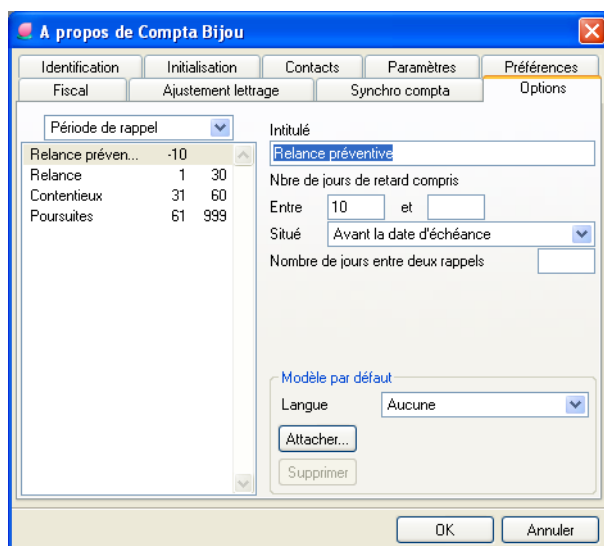 A propos de Compta Bijou
Identification Initialisation Contacts Paramètres Préférences
Fiscal Ajustement lettrage Synchro compta Options
Période de rappel
Relance préven... -10
Relance 1 30
Contentieux 31 60
Poursuites 61 999
Intitulé
Relance préventive
Nbre de jours de retard compris
Entre 10 et
Situé Avant la date d'échéance
Nombre de jours entre deux rappels
Modèle par défaut
Langue Aucune
Attacher...
Supprimer
OK Annuler